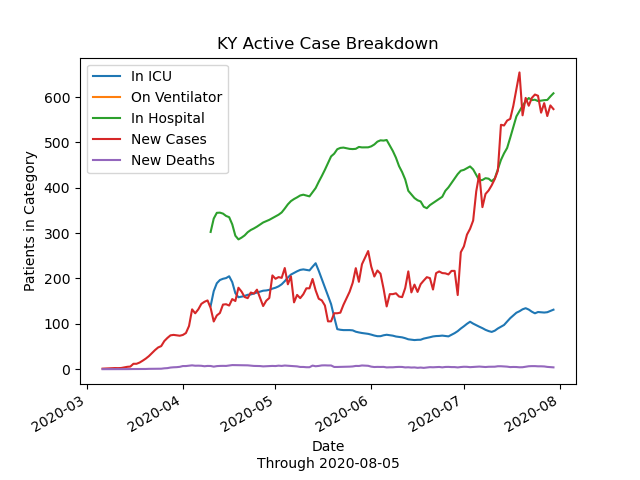 KY Active Case Breakdown
In ICU
On Ventilator
In Hospital
New Cases
New Deaths
Patients in Category
600
500
400
300
200
100
0
2020-03
2020-04
2020-05
2020-06
2020-07
2020-08
Date
Through 2020-08-05